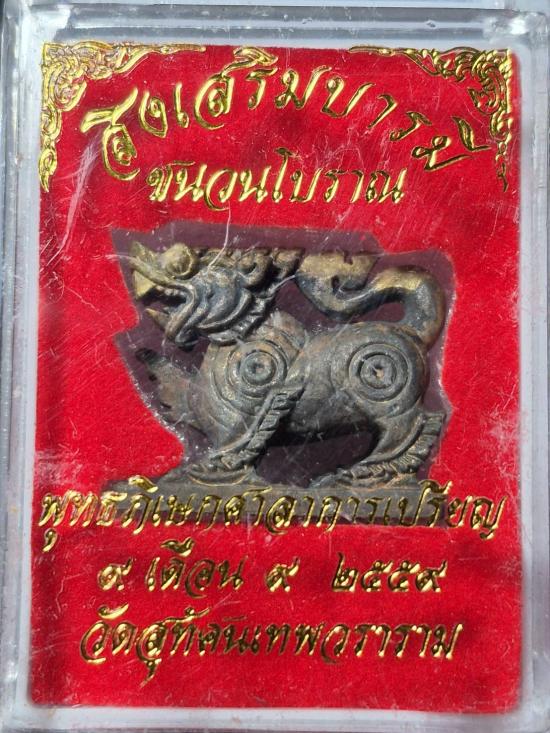 สิงเสริมบารมี
ชนวนโบราณ
พุทธภิเษกศาลาการเปรียญ
๙ เดือน ๙ ๒๕๕๙
วัดสุทัศนเทพวราราม